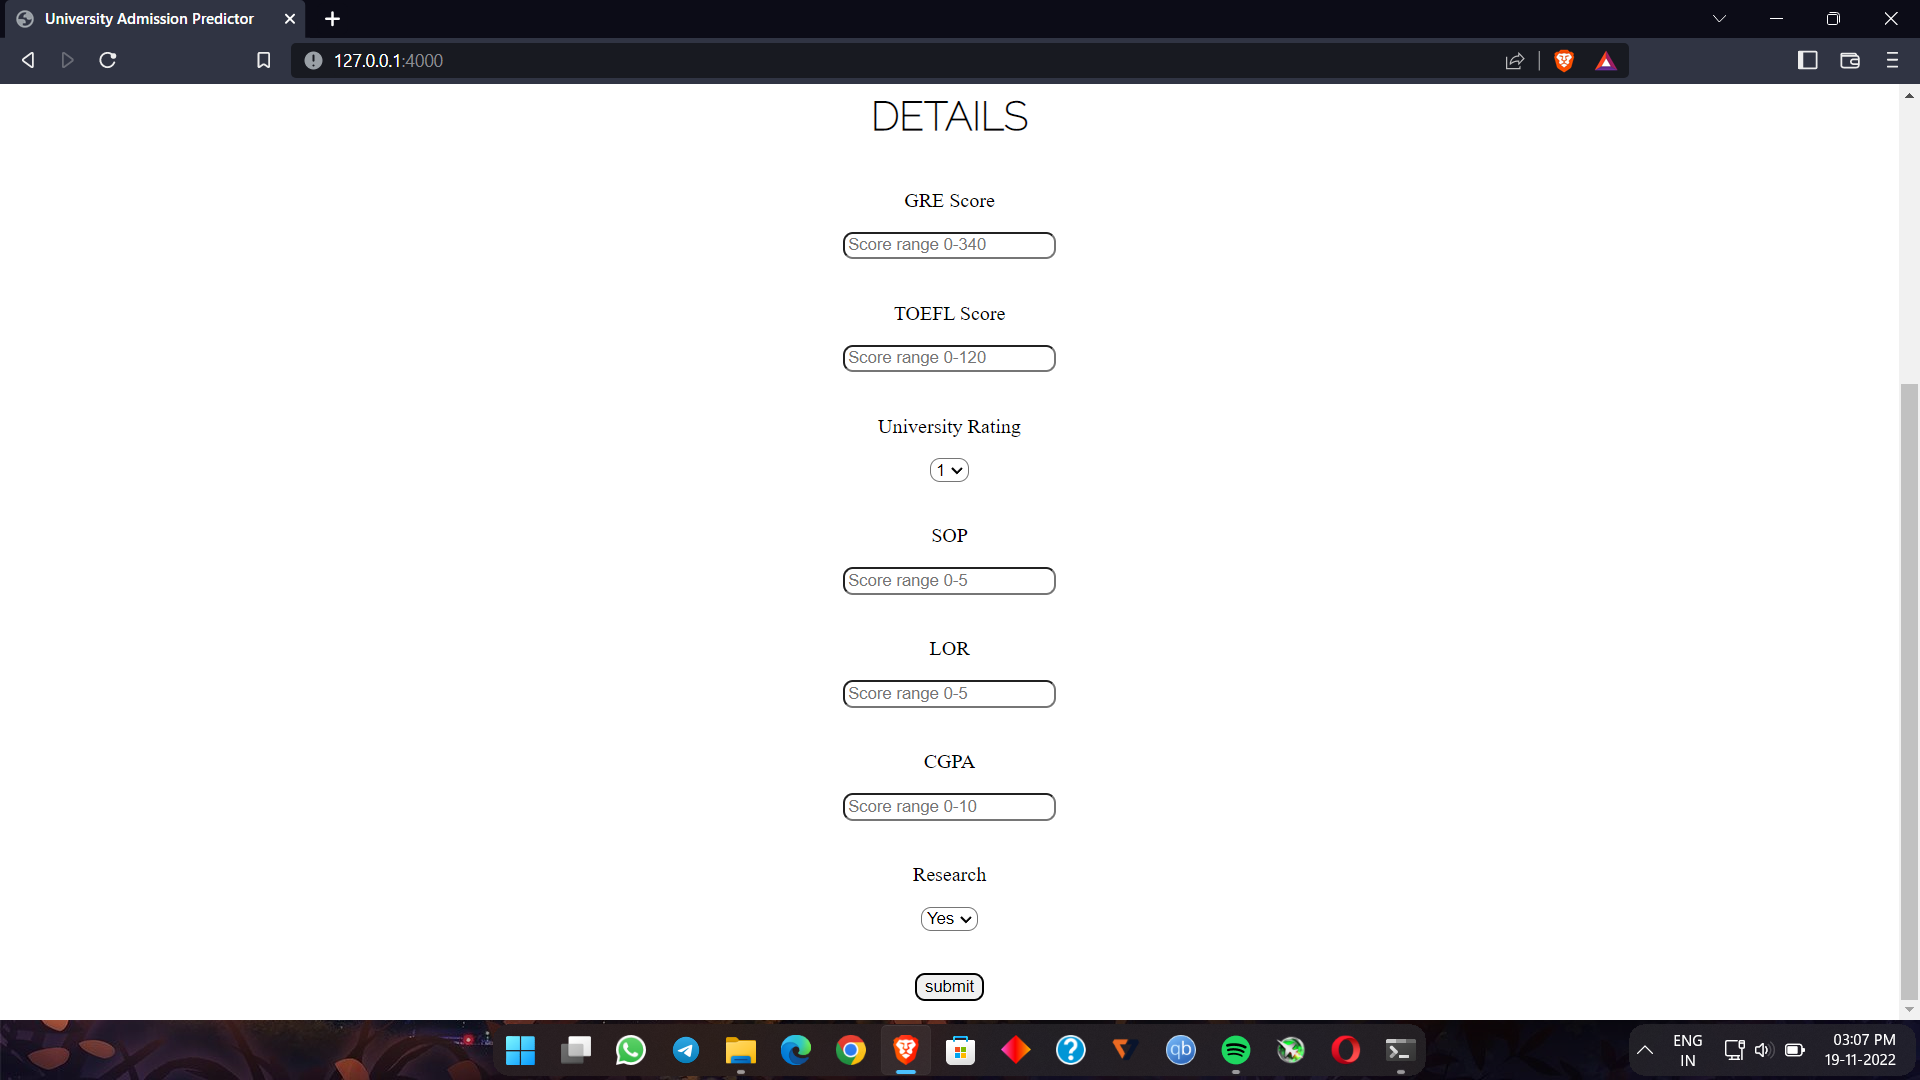 University Admission Predictor
127.0.0.1:4000
DETAILS
GRE Score
Score range 0-340
TOEFL Score
Score range 0-120
University Rating
1
SOP
Score range 0-5
LOR
Score range 0-5
CGPA
Score range 0-10
Research
Yes
submit
qb
ENG
IN
03:07 PM
19-11-2022